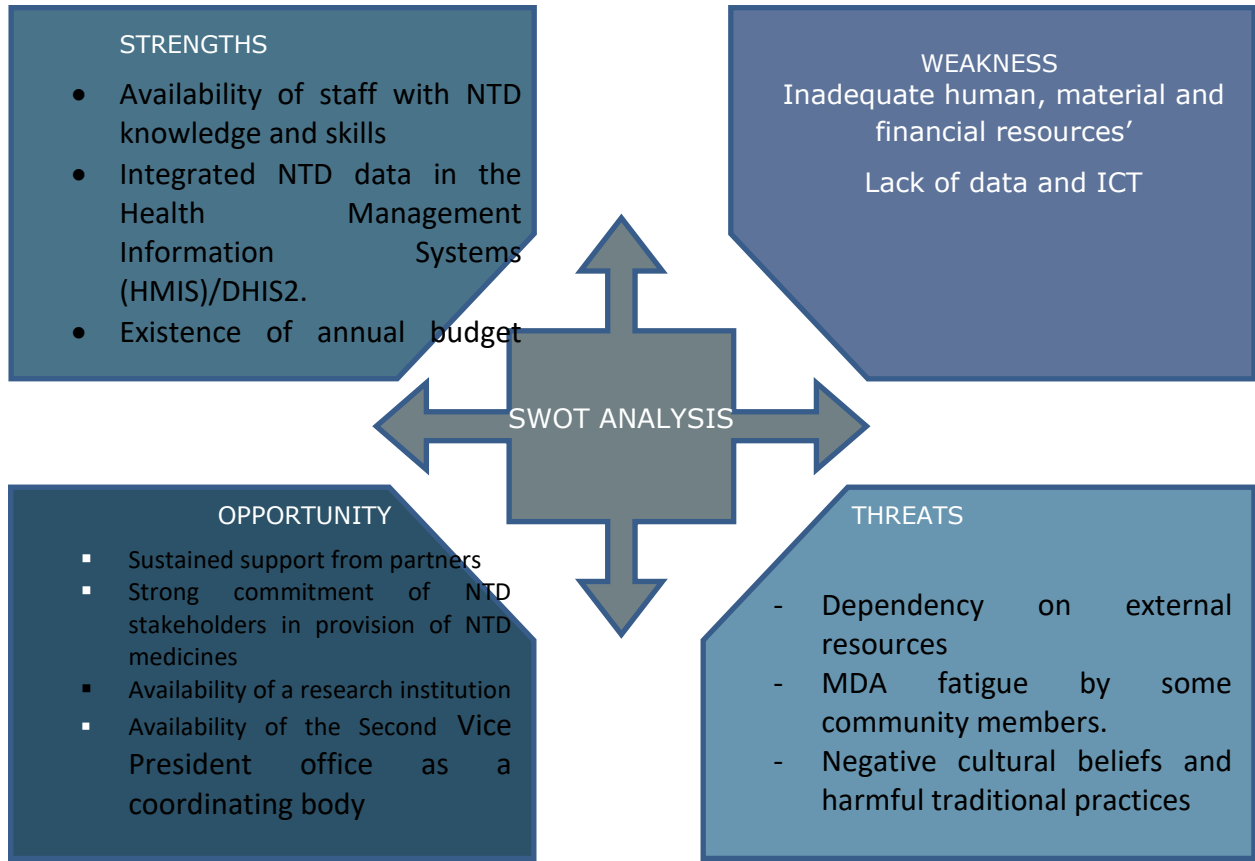 STRENGTHS
• Availability of staff with NTD
knowledge and skills
• Integrated NTD data in the
Health Management
Information Systems
(HMIS)/DHIS2.
• Existence of annual budget
WEAKNESS
Inadequate human, material and
financial resources’
Lack of data and ICT
SWOT ANALYSIS
OPPORTUNITY
▪ Sustained support from partners
▪ Strong commitment of NTD
stakeholders in provision of NTD
medicines
▪ Availability of a research institution
▪ Availability of the Second Vice
President office as a
coordinating body
THREATS
- Dependency on external
resources
- MDA fatigue by some
community members.
- Negative cultural beliefs and
harmful traditional practices